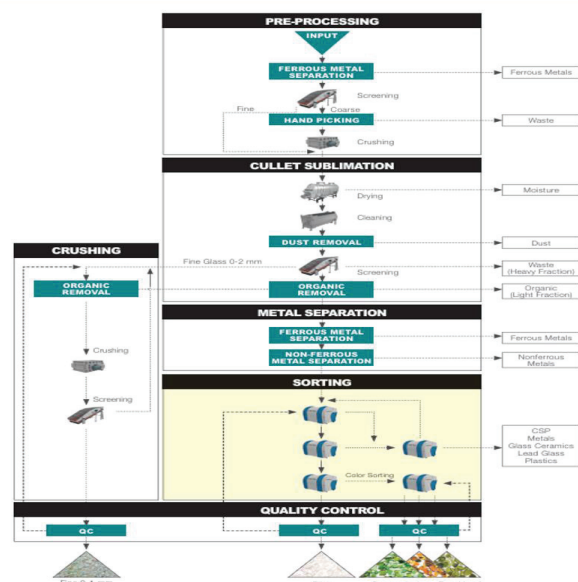 PRE-PROCESSING
INPUT
FERROUS METAL
SEPARATION
Ferrous Metals
Screening
Fine
Coarse
HAND PICKING
Waste
Crushing
CULLET SUBLIMATION
Drying
Moisture
Cleaning
DUST REMOVAL
Dust
CRUSHING
Fine Glass 0-2 mm
Screening
Waste
(Heavy Fraction)
ORGANIC
REMOVAL
ORGANIC
REMOVAL
Organic
(Light Fraction)
METAL SEPARATION
FERROUS METAL
SEPARATION
Ferrous Metals
Crushing
NON-FERROUS
METAL SEPARATION
Nonferrous
Metals
SORTING
Screening
CSP
Metals
Glass Ceramics
Lead Glass
Plastics
Color Sorting
QUALITY CONTROL
QC
QC
QC